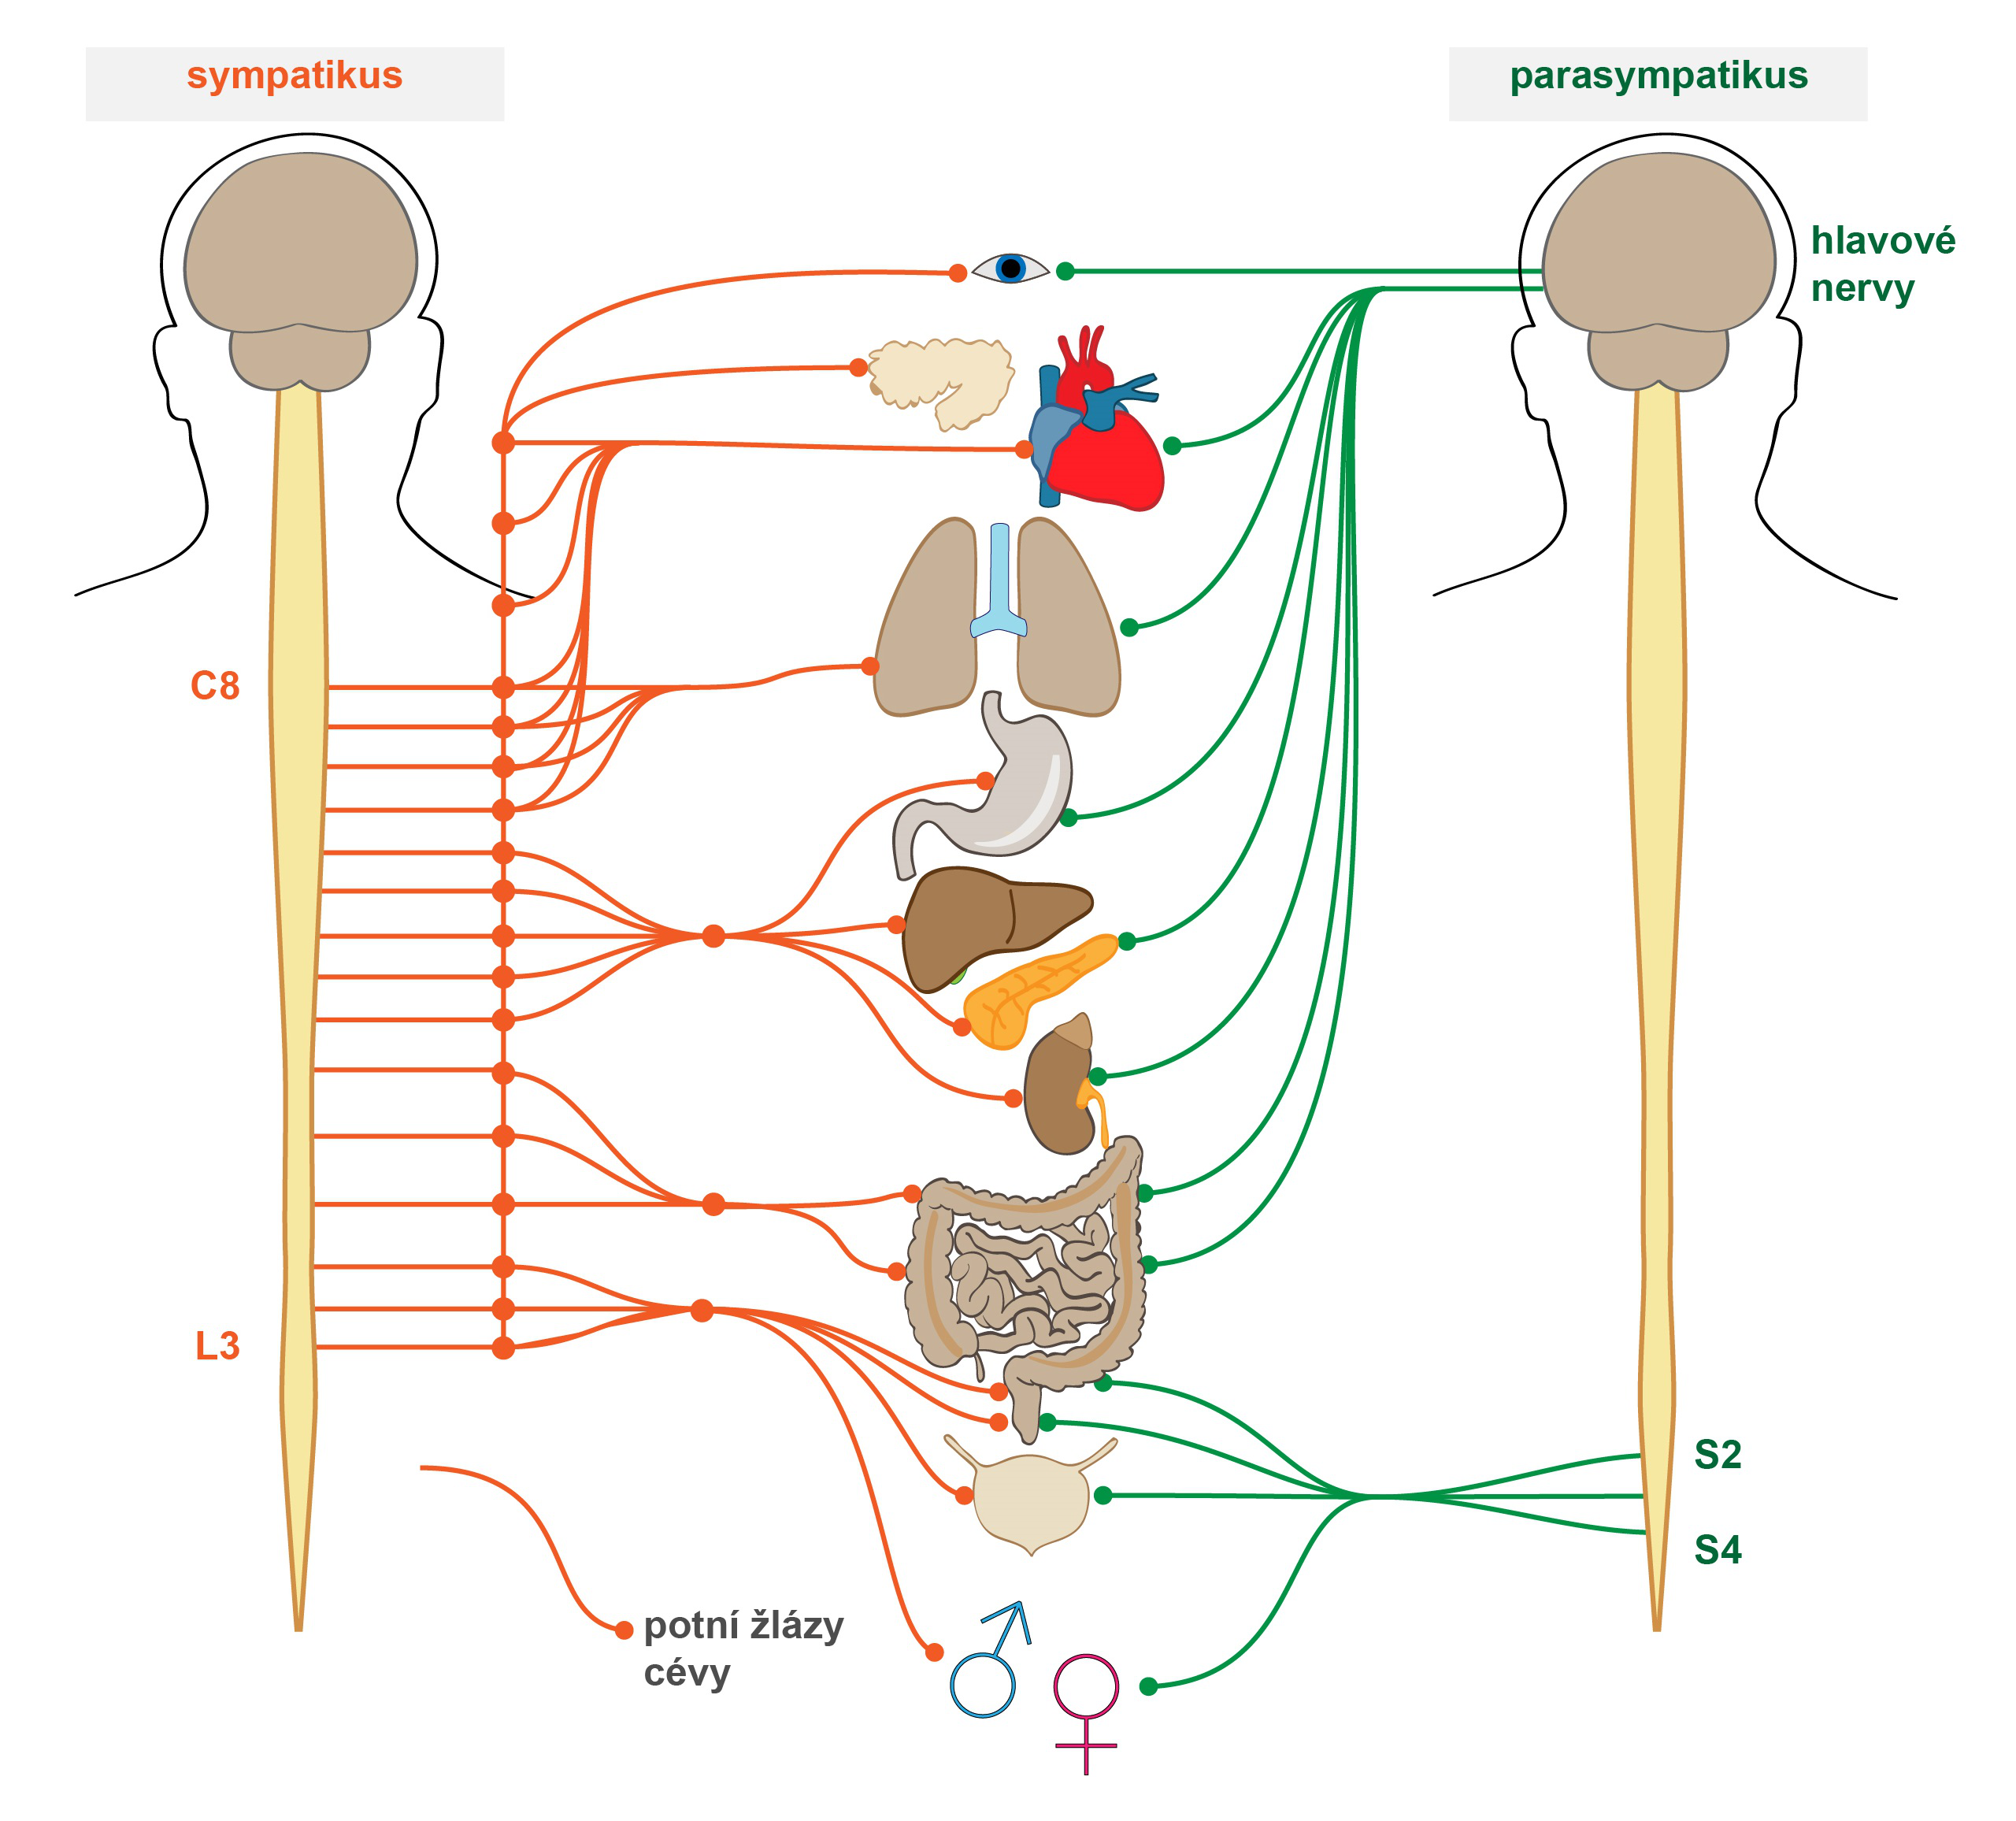 sympatikus
parasympatikus
hlavové
nervy
C8
L3
S2
S4
potní žlázy
cévy